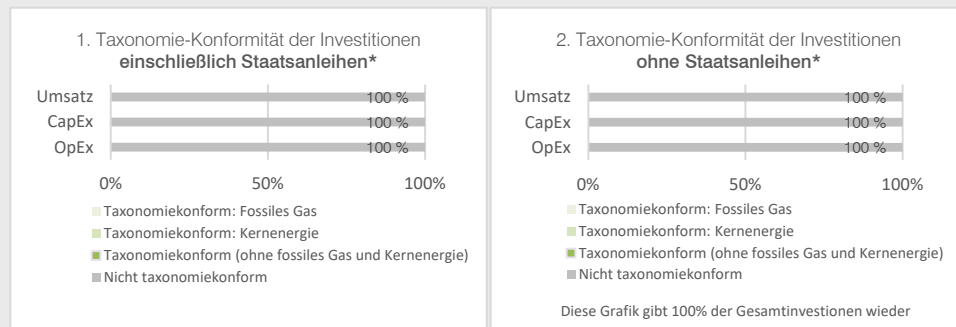 1. Taxonomie-Konformität der Investitionen
einschließlich Staatsanleihen*
Umsatz 100 %
CapEx 100 %
OpEx 100 %
0% 50% 100%
Taxonomiekonform: Fossiles Gas
Taxonomiekonform: Kernenergie
Taxonomiekonform (ohne fossiles Gas und Kernenergie)
Nicht taxonomiekonform
2. Taxonomie-Konformität der Investitionen
ohne Staatsanleihen*
Umsatz 100 %
CapEx 100 %
OpEx 100 %
0% 50% 100%
Taxonomiekonform: Fossiles Gas
Taxonomiekonform: Kernenergie
Taxonomiekonform (ohne fossiles Gas und Kernenergie)
Nicht taxonomiekonform
Diese Grafik gibt 100% der Gesamtinvestionen wieder